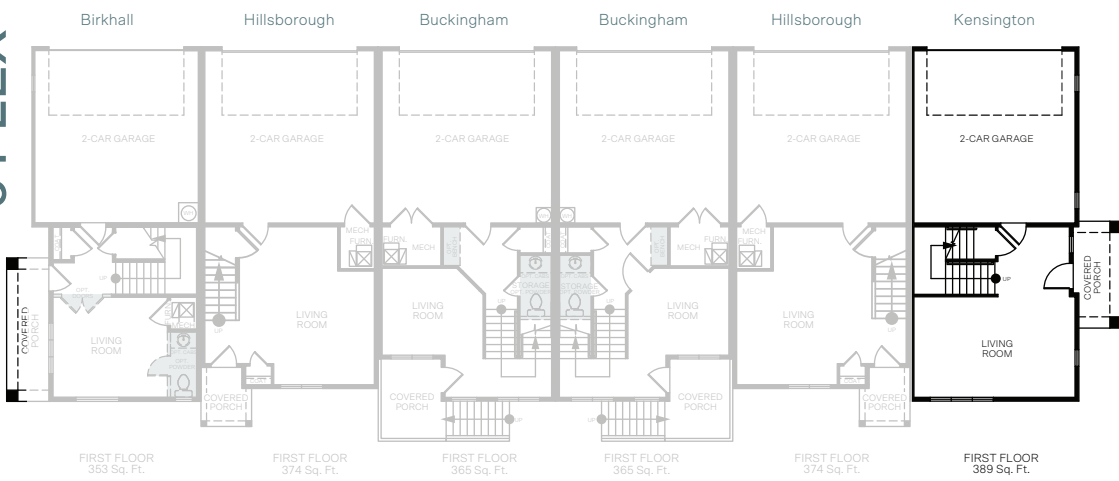 Birkhall
Hillsborough
Buckingham
Buckingham
Hillsborough
Kensington
2-CAR GARAGE
2-CAR GARAGE
2-CAR GARAGE
2-CAR GARAGE
2-CAR GARAGE
2-CAR GARAGE
MECH
FURN.
FURN.
MECH
MECH
FURN.
MECH
FURN.
UP
OPT.
LIVING
ROOM
MECH
OPT.
POWDER
COVERED
PORCH
UP
LIVING
ROOM
COVERED
PORCH
LIVING
ROOM
STORAGE
UP
COVERED
PORCH
UP
STORAGE
UP
LIVING
ROOM
COVERED
PORCH
UP
LIVING
ROOM
UP
COVERED
PORCH
UP
LIVING
ROOM
COVERED
PORCH
FIRST FLOOR
353 Sq. Ft.
FIRST FLOOR
374 Sq. Ft.
FIRST FLOOR
365 Sq. Ft.
FIRST FLOOR
365 Sq. Ft.
FIRST FLOOR
374 Sq. Ft.
FIRST FLOOR
389 Sq. Ft.